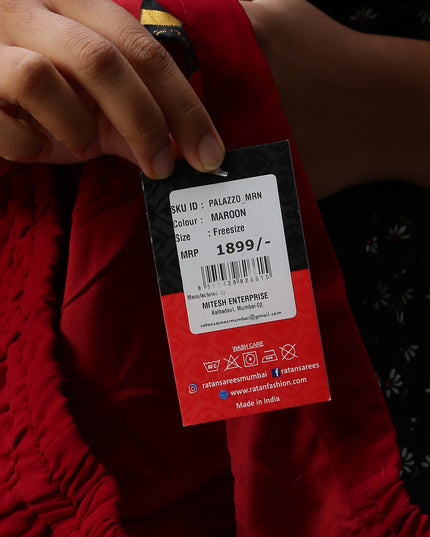 SKU ID : PALAZZO_MRN
Colour : MAROON
Size : Freesize
MRP 1899/-
Manufactured by :
MITESH ENTERPRISE
Kalbadevi, Mumbai-02
ratansareesmumbai@gmail.com
WASH CARE
ratansareesmumbai ratansarees
www.ratanfashion.com
Made in India